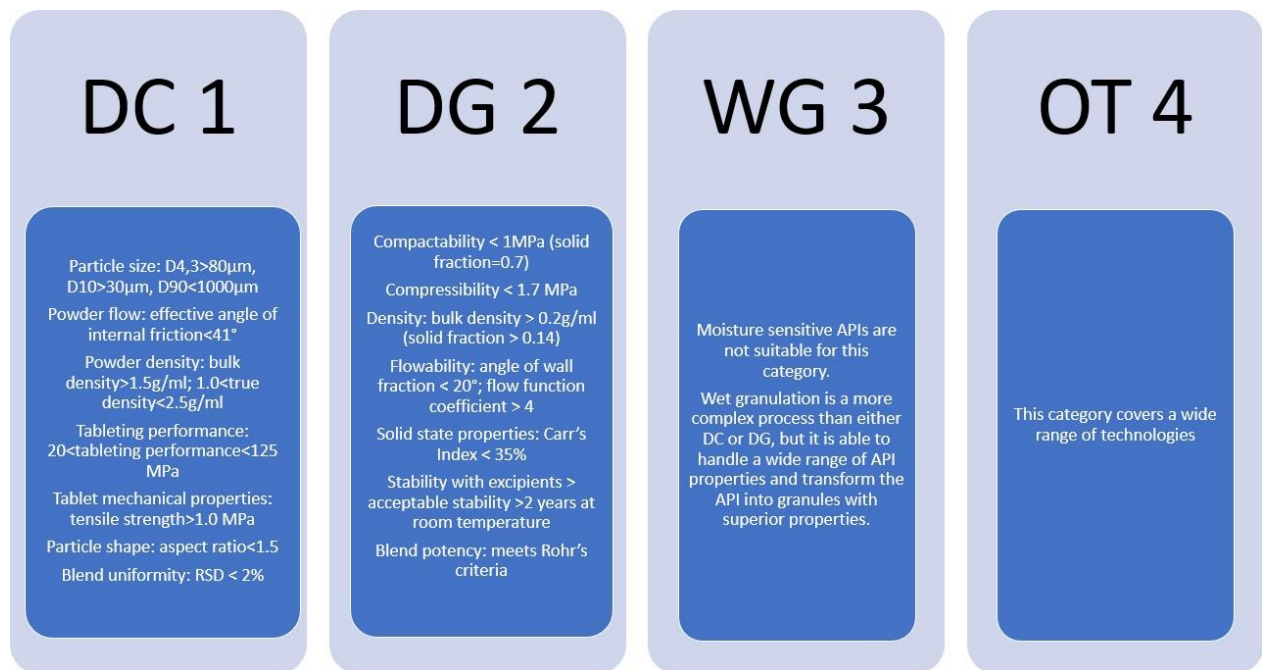 DC 1
Particle size: D4,3>80µm,
D10>30µm, D90<1000µm
Powder flow: effective angle of
internal friction<41°
Powder density: bulk
density>1.5g/ml; 1.0<true
density<2.5g/ml
Tableting performance:
20<tableting performance<125
MPa
Tablet mechanical properties:
tensile strength>1.0 MPa
Particle shape: aspect ratio<1.5
Blend uniformity: RSD < 2%
DG 2
Compactability < 1MPa (solid
fraction=0.7)
Compressibility < 1.7 MPa
Density: bulk density > 0.2g/ml
(solid fraction > 0.14)
Flowability: angle of wall
fraction < 20°; flow function
coefficient > 4
Solid state properties: Carr's
Index < 35%
Stability with excipients >
acceptable stability >2 years at
room temperature
Blend potency: meets Rohr's
criteria
WG 3
Moisture sensitive APIs are
not suitable for this
category.
Wet granulation is a more
complex process than either
DC or DG, but it is able to
handle a wide range of API
properties and transform the
API into granules with
superior properties.
OT 4
This category covers a wide
range of technologies